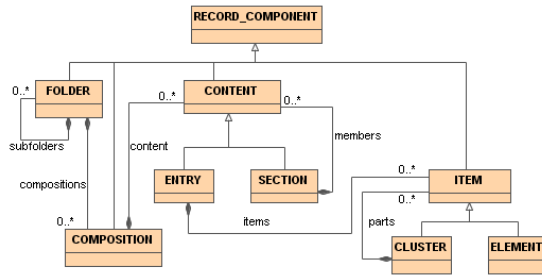 RECORD_COMPONENT
0..*
FOLDER
CONTENT
0..*
0..*
subfolders
content
members
compositions
ENTRY
SECTION
0..*
ITEM
0..*
0..*
COMPOSITION
items
parts
CLUSTER
ELEMENT